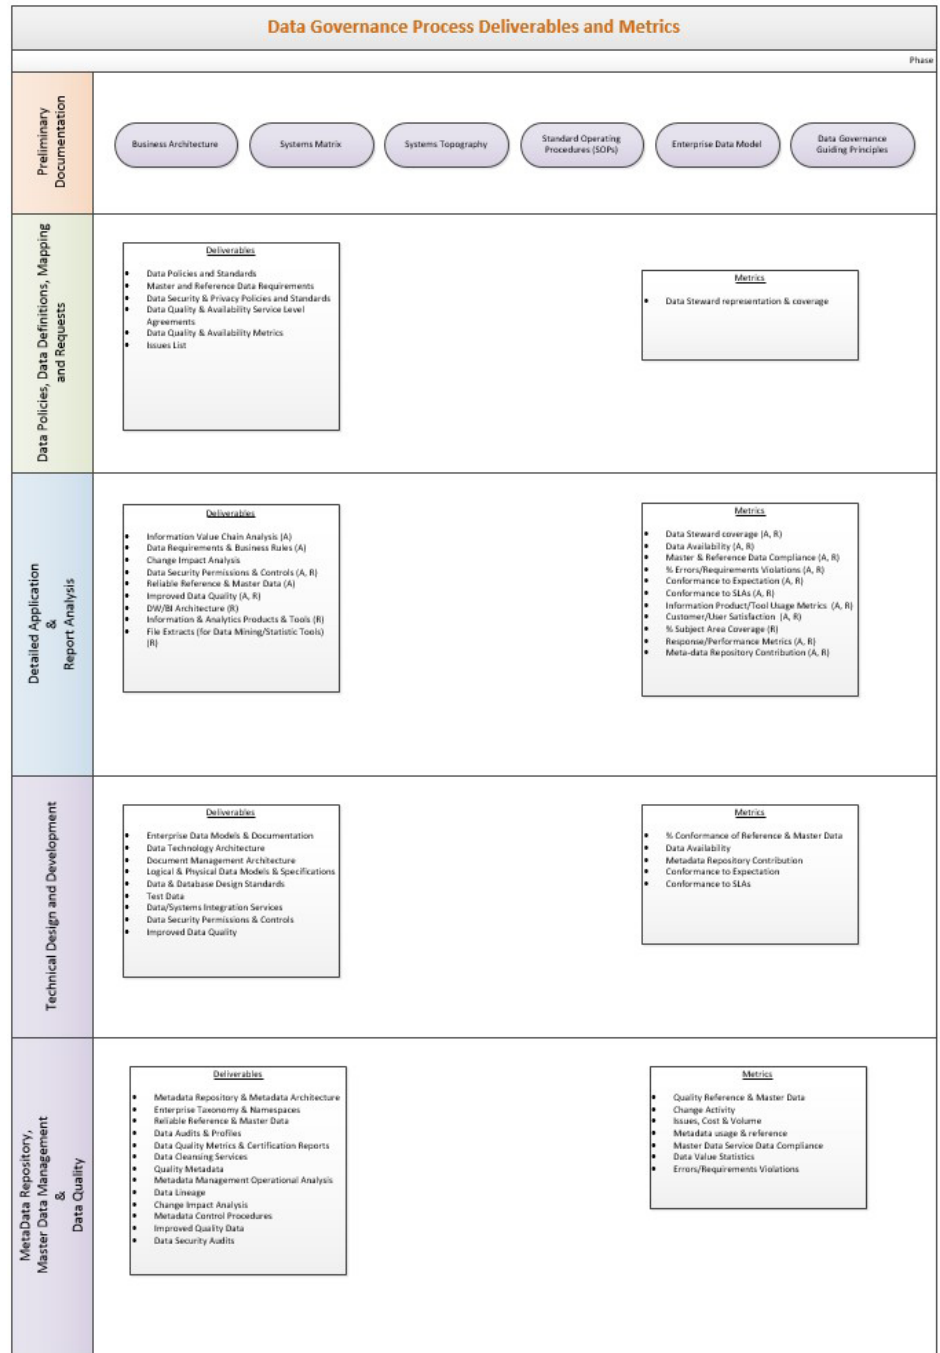 Data Governance Process Deliverables and Metrics
Phase
Preliminary
Documentation
Business Architecture
Systems Matrix
Systems Topography
Standard Operating
Procedures (SOPs)
Enterprise Data Model
Data Governance
Guiding Principles
Data Policies, Data Definitions, Mapping
and Requests
Deliverables
• Data Policies and Standards
• Master and Reference Data Requirements
• Data Security & Privacy Policies and Standards
• Data Quality & Availability Service Level
Agreements
• Data Quality & Availability Metrics
• Issues List
Metrics
• Data Steward representation & coverage
Detailed Application
&
Report Analysis
Deliverables
• Information Value Chain Analysis (A)
• Data Requirements & Business Rules (A)
• Change Impact Analysis
• Data Security Permissions & Controls (A, R)
• Reliable Reference & Master Data (A)
• Improved Data Quality (A, R)
• DW/BI Architecture (R)
• Information & Analytics Products & Tools (R)
• File Extracts (for Data Mining/Statistic Tools)
(R)
Metrics
• Data Steward coverage (A, R)
• Data Availability (A, R)
• Master & Reference Data Compliance (A, R)
• % Errors/Requirements Violations (A, R)
• Conformance to Expectation (A, R)
• Conformance to SLAs (A, R)
• Information Product/Tool Usage Metrics (A, R)
• Customer/User Satisfaction (A, R)
• % Subject Area Coverage (R)
• Response/Performance Metrics (A, R)
• Meta-data Repository Contribution (A, R)
Technical Design and Development
Deliverables
• Enterprise Data Models & Documentation
• Data Technology Architecture
• Document Management Architecture
• Logical & Physical Data Models & Specifications
• Data & Database Design Standards
• Test Data
• Data/Systems Integration Services
• Data Security Permissions & Controls
• Improved Data Quality
Metrics
• % Conformance of Reference & Master Data
• Data Availability
• Metadata Repository Contribution
• Conformance to Expectation
• Conformance to SLAs
MetaData Repository,
Master Data Management
&
Data Quality
Deliverables
• Metadata Repository & Metadata Architecture
• Enterprise Taxonomy & Namespaces
• Reliable Reference & Master Data
• Data Audits & Profiles
• Data Quality Metrics & Certification Reports
• Data Cleansing Services
• Quality Metadata
• Metadata Management Operational Analysis
• Data Lineage
• Change Impact Analysis
• Metadata Control Procedures
• Improved Quality Data
• Data Security Audits
Metrics
• Quality Reference & Master Data
• Change Activity
• Issues, Cost & Volume
• Metadata usage & reference
• Master Data Service Data Compliance
• Data Value Statistics
• Errors/Requirements Violations